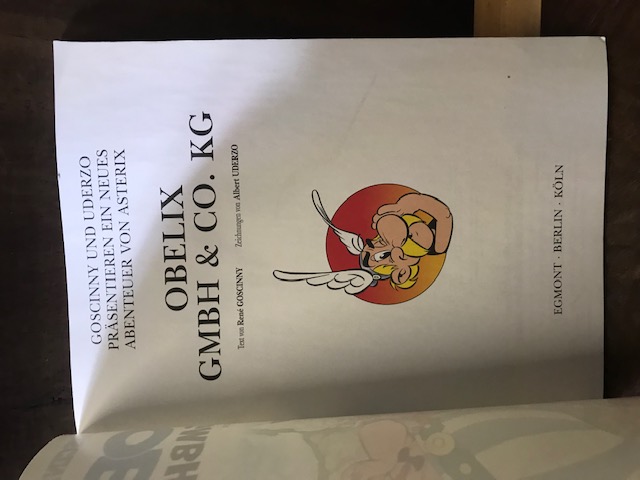 GOSCINNY UND UDERZO
PRÄSENTIEREN EIN NEUES
ABENTEUER VON ASTERIX
OBELIX
GMBH & CO. KG
Text von René GOSCINNY Zeichnungen von Albert UDERZO
EGMONT · BERLIN · KÖLN